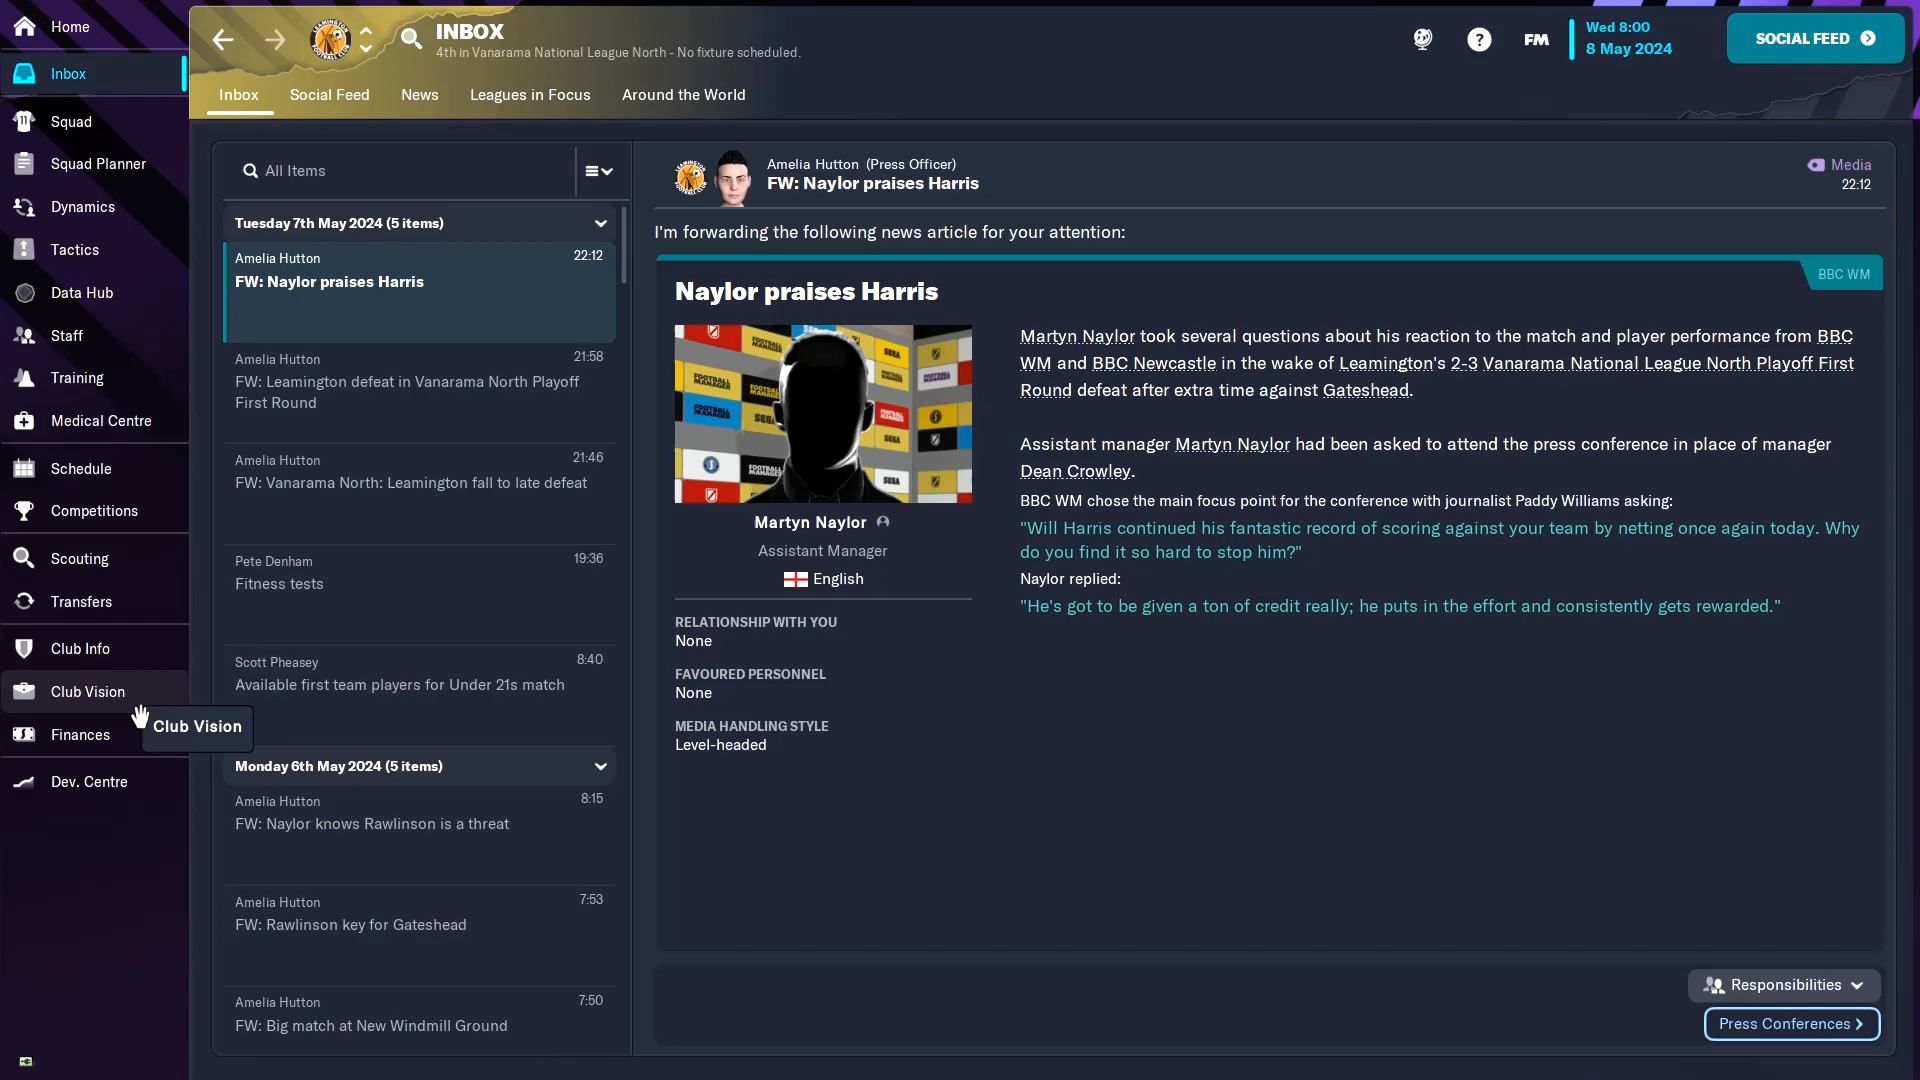 Home
Inbox
Squad
Squad Planner
Dynamics
Tactics
Data Hub
Staff
Training
Medical Centre
Schedule
Competitions
Scouting
Transfers
Club Info
Club Vision
Finances
Dev. Centre
Club Vision
INBOX
4th in Vanarama National League North - No fixture scheduled.
FM
Wed 8:00
8 May 2024
SOCIAL FEED
Inbox
Social Feed
News
Leagues in Focus
Around the World
All Items
Tuesday 7th May 2024 (5 items)
Amelia Hutton 22:12
FW: Naylor praises Harris
Amelia Hutton 21:58
FW: Leamington defeat in Vanarama North Playoff
First Round
Amelia Hutton 21:46
FW: Vanarama North: Leamington fall to late defeat
Pete Denham 19:36
Fitness tests
Scott Pheasey 8:40
Available first team players for Under 21s match
Monday 6th May 2024 (5 items)
Amelia Hutton 8:15
FW: Naylor knows Rawlinson is a threat
Amelia Hutton 7:53
FW: Rawlinson key for Gateshead
Amelia Hutton 7:50
FW: Big match at New Windmill Ground
Amelia Hutton (Press Officer)
FW: Naylor praises Harris
Media
22:12
I'm forwarding the following news article for your attention:
BBC WM
Naylor praises Harris
FOOTBALL MANAGER
SEGA
Martyn Naylor
Assistant Manager
English
RELATIONSHIP WITH YOU
None
FAVOURED PERSONNEL
None
MEDIA HANDLING STYLE
Level-headed
Martyn Naylor took several questions about his reaction to the match and player performance from BBC
WM and BBC Newcastle in the wake of Leamington's 2-3 Vanarama National League North Playoff First
Round defeat after extra time against Gateshead.
Assistant manager Martyn Naylor had been asked to attend the press conference in place of manager
Dean Crowley.
BBC WM chose the main focus point for the conference with journalist Paddy Williams asking:
"Will Harris continued his fantastic record of scoring against your team by netting once again today. Why
do you find it so hard to stop him?"
Naylor replied:
"He's got to be given a ton of credit really; he puts in the effort and consistently gets rewarded."
Responsibilities
Press Conferences